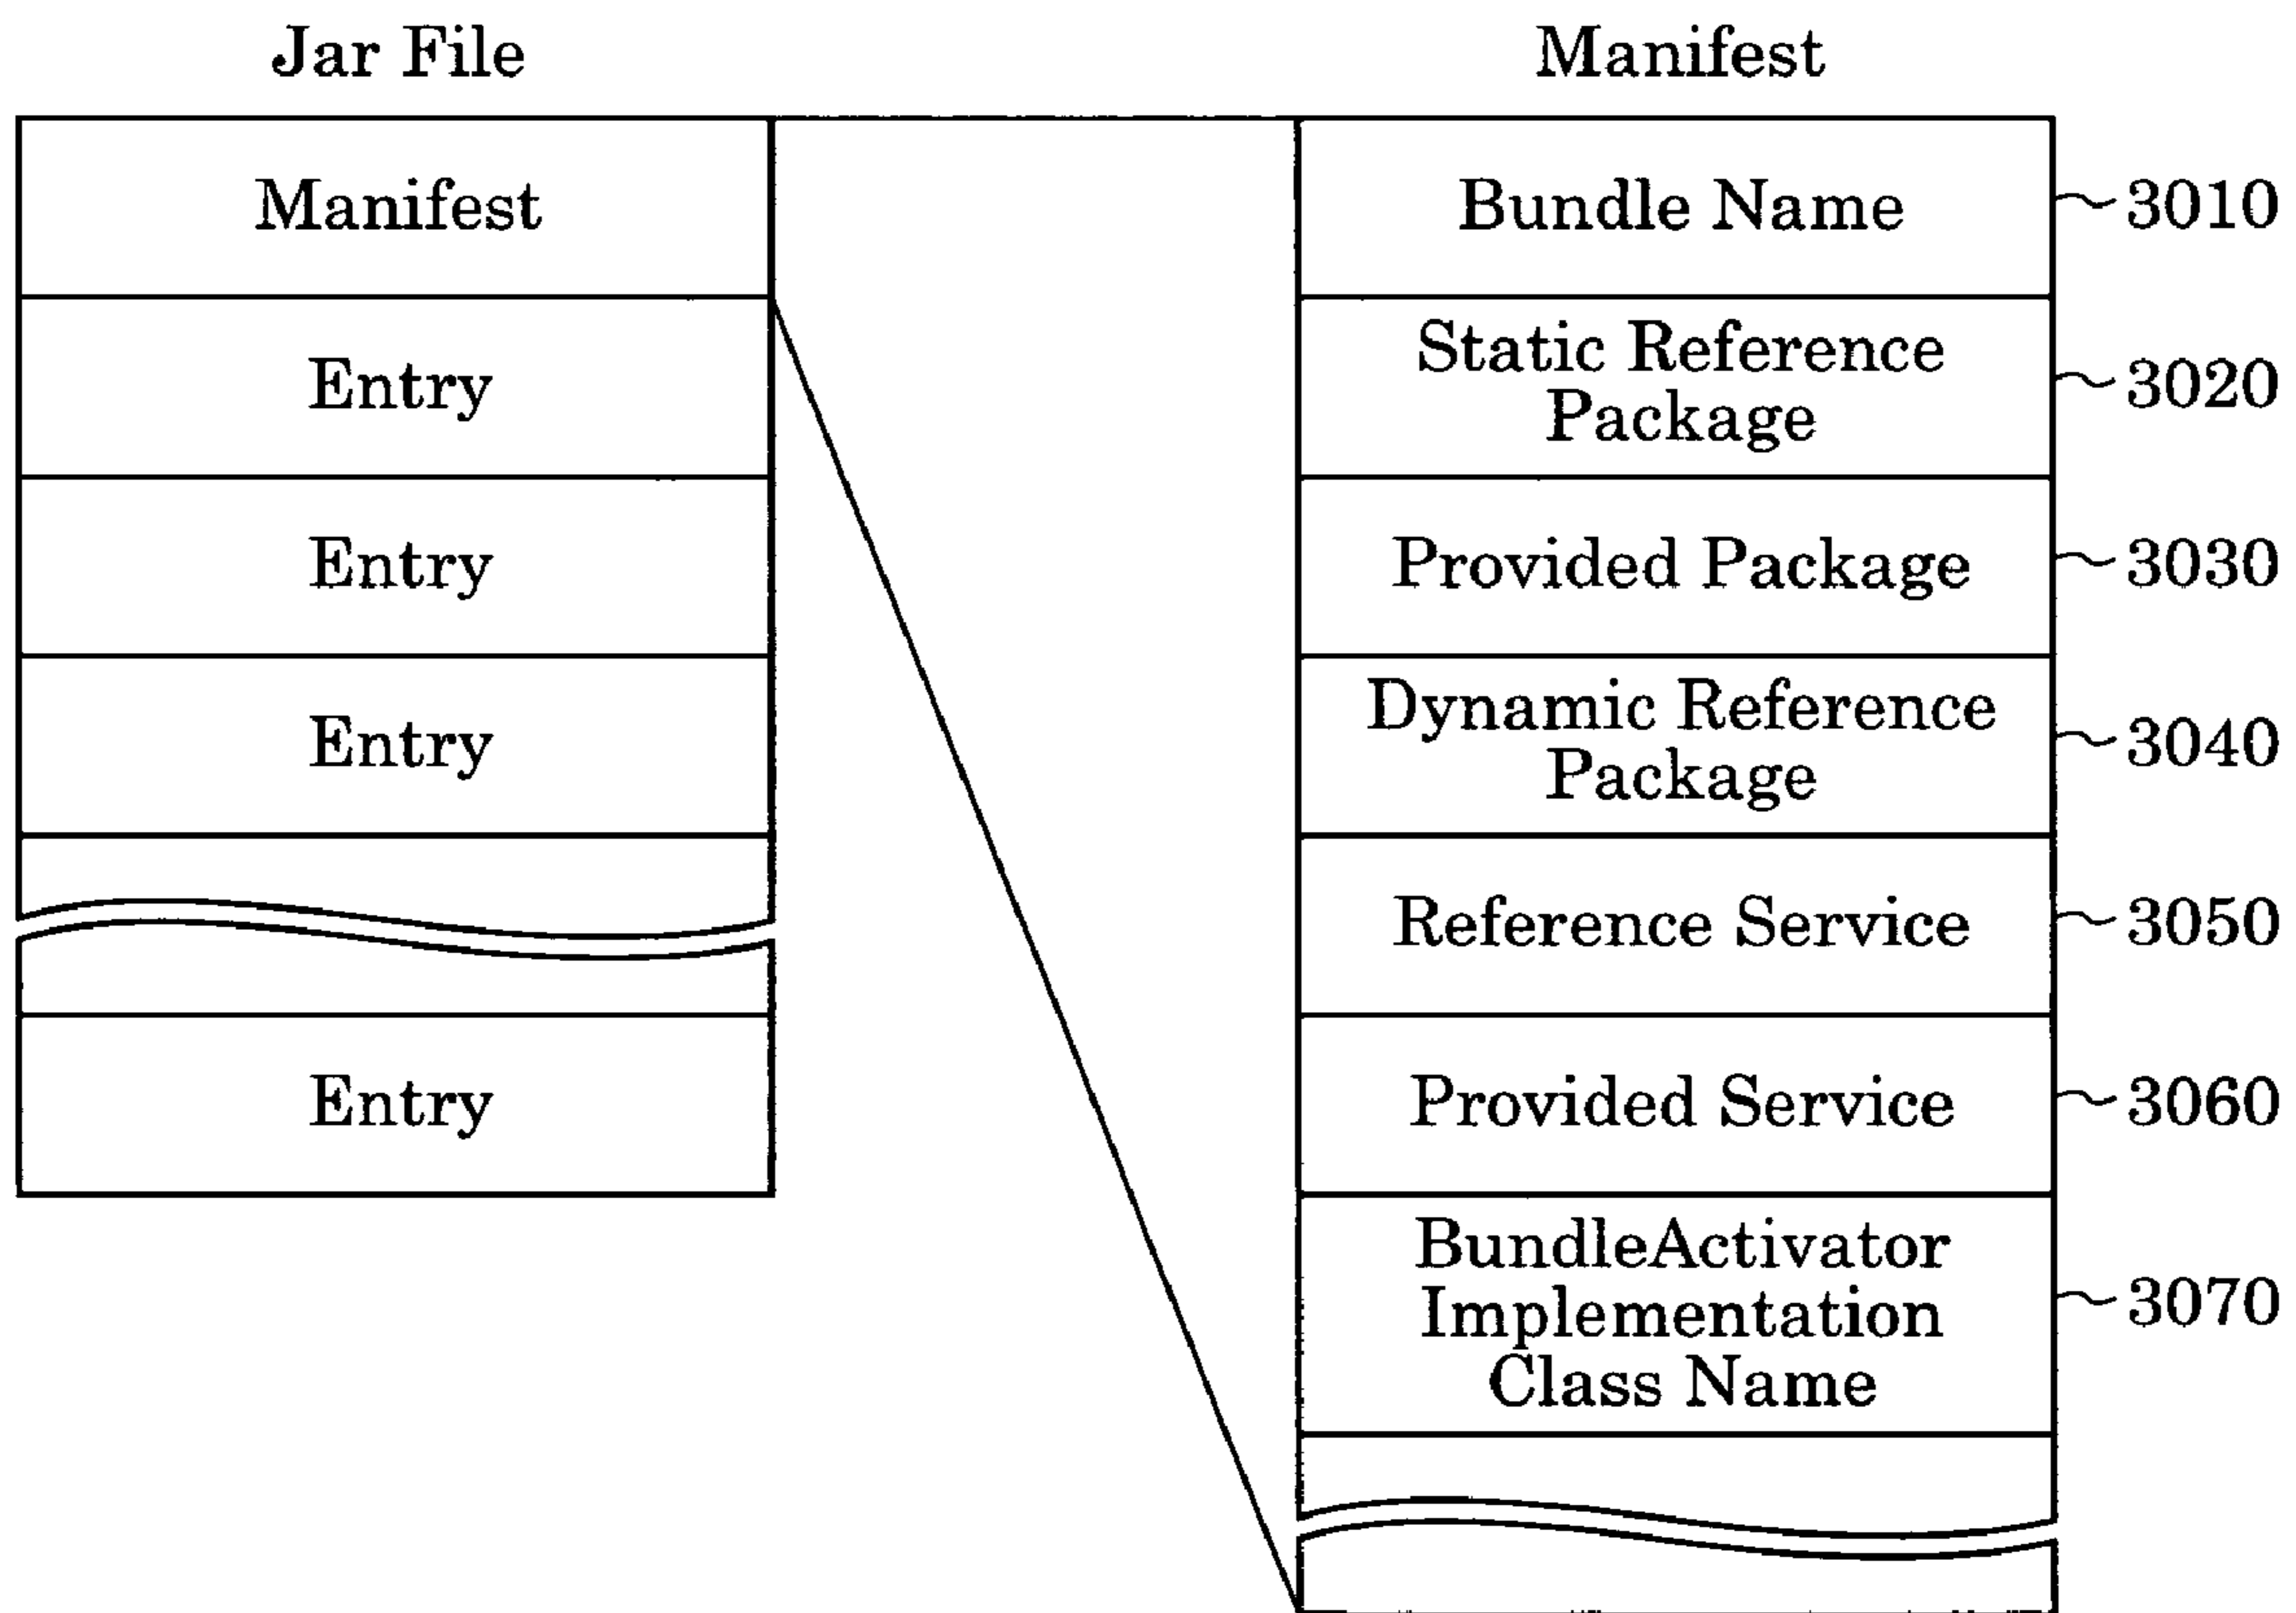 Jar File
Manifest
Entry
Entry
Entry
Entry
Manifest
Bundle Name
3010
Static Reference
Package
3020
Provided Package
3030
Dynamic Reference
Package
3040
Reference Service
3050
Provided Service
3060
BundleActivator
Implementation
Class Name
3070